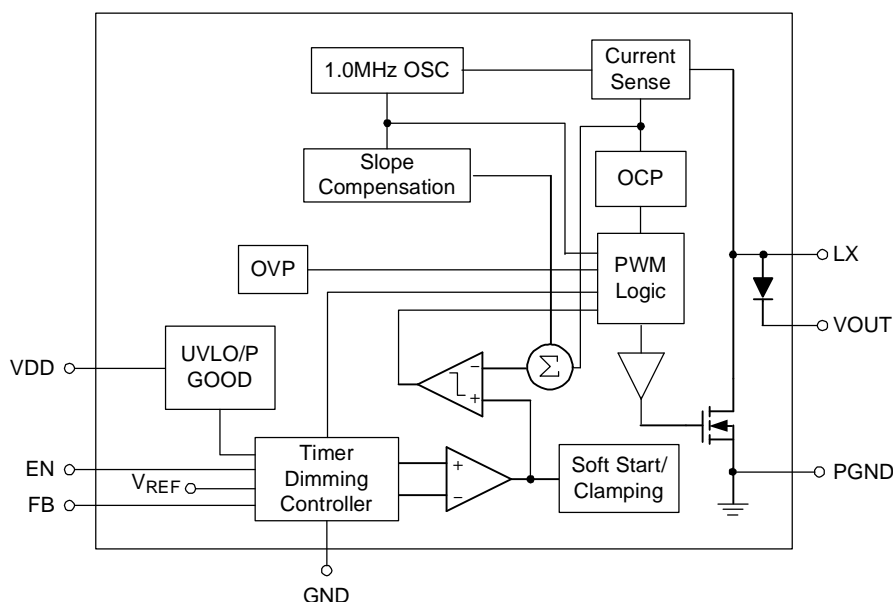 1.0MHz OSC
Current
Sense
Slope
Compensation
OCP
OVP
PWM
Logic
LX
VOUT
UVLO/P
GOOD
VDD
Σ
−
+
Timer
Dimming
Controller
EN
VREF
FB
+
−
Soft Start/
Clamping
PGND
GND